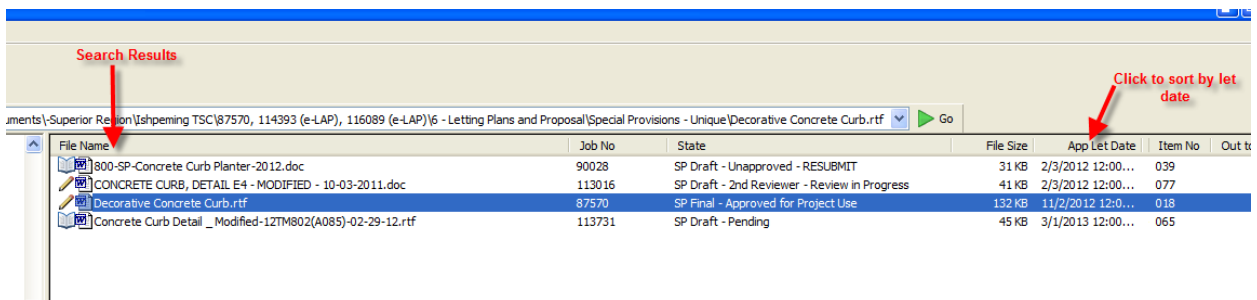 Search Results
Click to sort by let
date
uments\-Superior Region\Ishpeming TSC\87570, 114393 (e-LAP), 116089 (e-LAP)\6 - Letting Plans and Proposal\Special Provisions - Unique\Decorative Concrete Curb.rtf Go
File Name Job No State File Size App Let Date Item No Out to
800-SP-Concrete Curb Planter-2012.doc 90028 SP Draft - Unapproved - RESUBMIT 31 KB 2/3/2012 12:00... 039
CONCRETE CURB, DETAIL E4 - MODIFIED - 10-03-2011.doc 113016 SP Draft - 2nd Reviewer - Review in Progress 41 KB 2/3/2012 12:00... 077
Decorative Concrete Curb.rtf 87570 SP Final - Approved for Project Use 132 KB 11/2/2012 12:0... 018
Concrete Curb Detail _ Modified-12TM802(A085)-02-29-12.rtf 113731 SP Draft - Pending 45 KB 3/1/2013 12:00... 065